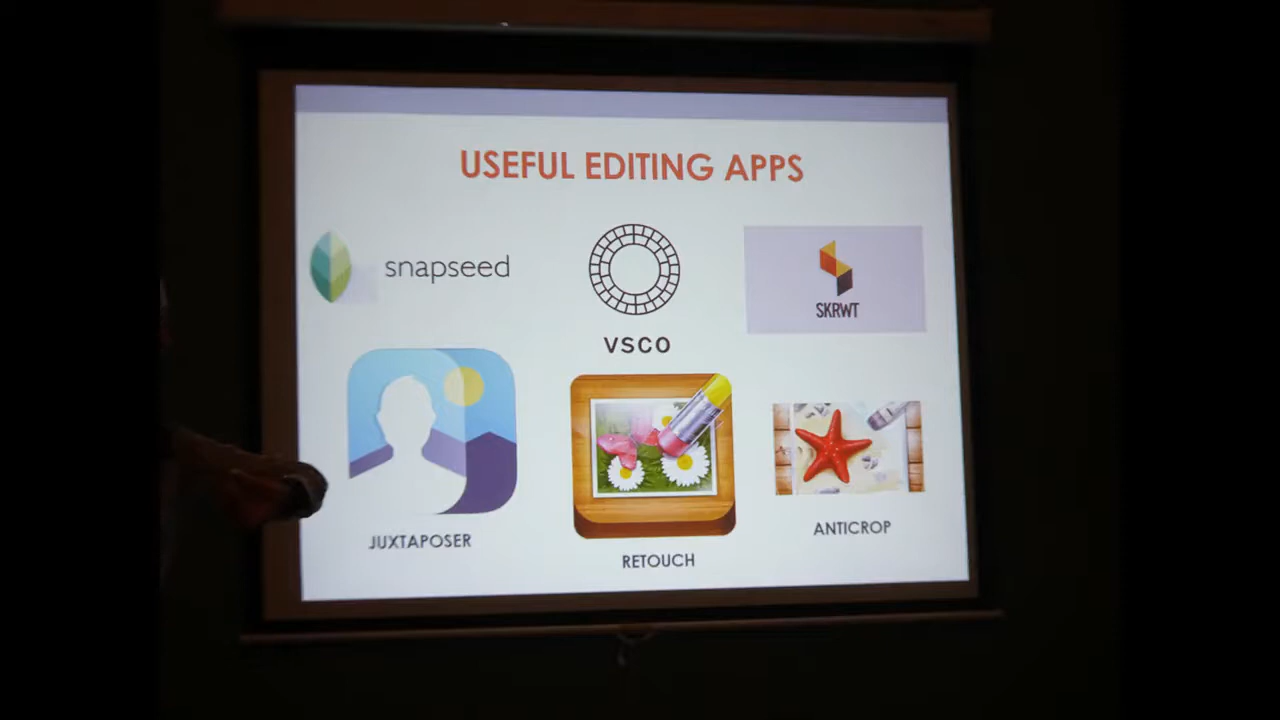 USEFUL EDITING APPS
snapseed
VSCO
SKRWT
JUXTAPOSER
RETOUCH
ANTICROP